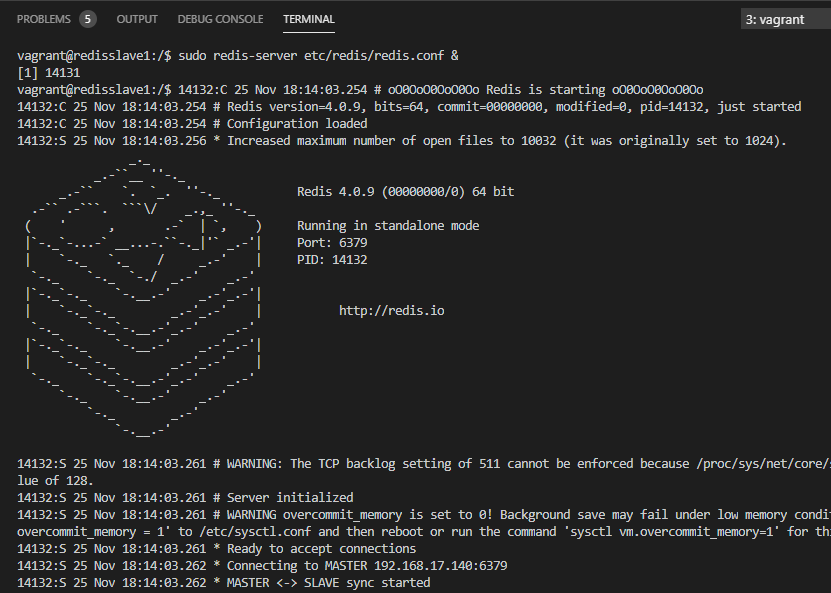 PROBLEMS 5 OUTPUT DEBUG CONSOLE TERMINAL 3: vagrant
vagrant@redisslave1:/$ sudo redis-server etc/redis/redis.conf &
[1] 14131
vagrant@redisslave1:/$ 14132:C 25 Nov 18:14:03.254 # oO0OoO0OoO0Oo Redis is starting oO0OoO0OoO0Oo
14132:C 25 Nov 18:14:03.254 # Redis version=4.0.9, bits=64, commit=00000000, modified=0, pid=14132, just started
14132:C 25 Nov 18:14:03.254 # Configuration loaded
14132:S 25 Nov 18:14:03.256 * Increased maximum number of open files to 10032 (it was originally set to 1024).
Redis 4.0.9 (00000000/0) 64 bit
Running in standalone mode
Port: 6379
PID: 14132
http://redis.io
14132:S 25 Nov 18:14:03.261 # WARNING: The TCP backlog setting of 511 cannot be enforced because /proc/sys/net/core/
lue of 128.
14132:S 25 Nov 18:14:03.261 # Server initialized
14132:S 25 Nov 18:14:03.261 # WARNING overcommit_memory is set to 0! Background save may fail under low memory condi
overcommit_memory = 1' to /etc/sysctl.conf and then reboot or run the command 'sysctl vm.overcommit_memory=1' for th
14132:S 25 Nov 18:14:03.261 * Ready to accept connections
14132:S 25 Nov 18:14:03.262 * Connecting to MASTER 192.168.17.140:6379
14132:S 25 Nov 18:14:03.262 * MASTER <-> SLAVE sync started